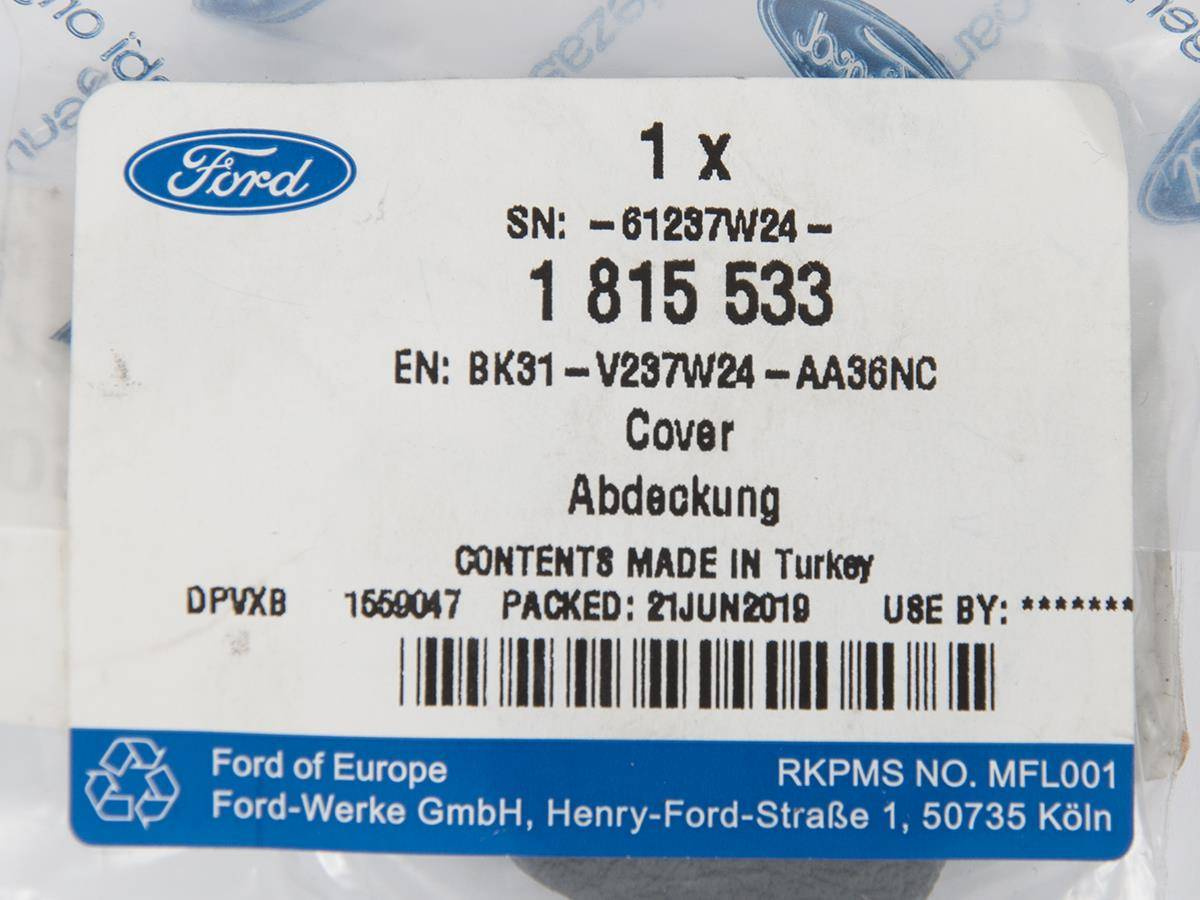 Ford
1 x
SN: -61237W24-
1 815 533
EN: BK31-V237W24-AA36NC
Cover
Abdeckung
CONTENTS MADE IN Turkey
DPVXB 1559047 PACKED: 21JUN2019 USE BY: *******
Ford of Europe
RKPMS NO. MFL001
Ford-Werke GmbH, Henry-Ford-Straße 1, 50735 Köln